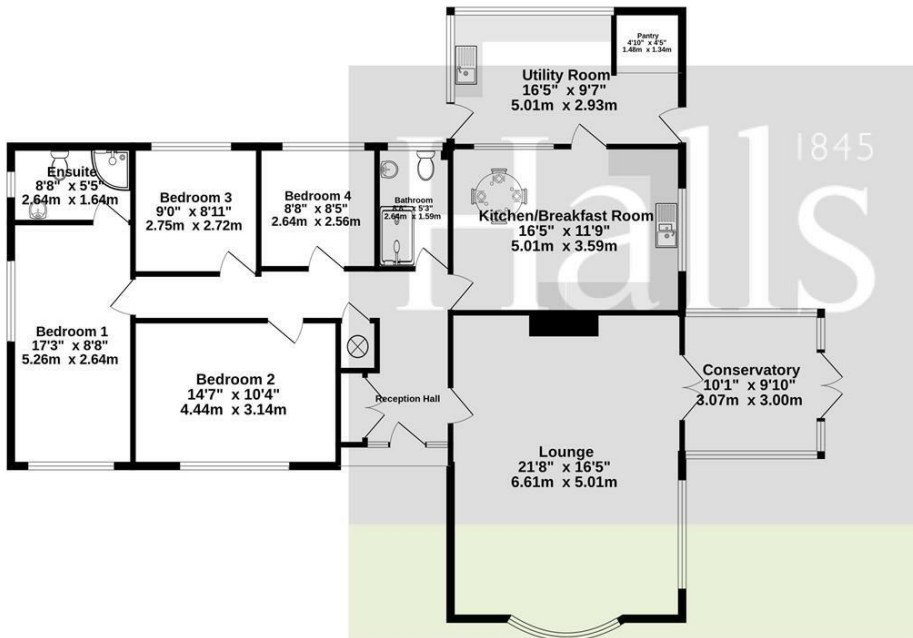 Pantry
4'10" x 4'5"
1.48m x 1.34m
Utility Room
16'5" x 9'7"
5.01m x 2.93m
Halls
1845
Ensuite
8'8" x 5'5"
2.64m x 1.64m
Bedroom 3
9'0" x 8'11"
2.75m x 2.72m
Bedroom 4
8'8" x 8'5"
2.64m x 2.56m
Bathroom
x 5'3"
2.64m x 1.59m
Kitchen/Breakfast Room
16'5" x 11'9"
5.01m x 3.59m
Bedroom 1
17'3" x 8'8"
5.26m x 2.64m
Bedroom 2
14'7" x 10'4"
4.44m x 3.14m
Reception Hall
Conservatory
10'1" x 9'10"
3.07m x 3.00m
Lounge
21'8" x 16'5"
6.61m x 5.01m